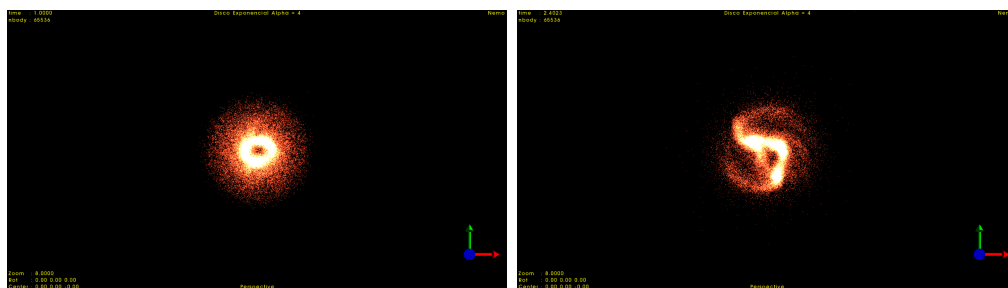 time : 1.0000
Disco Exponencial Alpha = 4
Nemo
nbody : 65536
Zoom : 8.0000
Rot : 0.00 0.00 0.00
Center : 0.00 0.00 -0.00
Perspective
time : 2.4023
Disco Exponencial Alpha = 4
Nemo
nbody : 65536
Zoom : 8.0000
Rot : 0.00 0.00 0.00
Center : 0.00 0.00 -0.00
Perspective